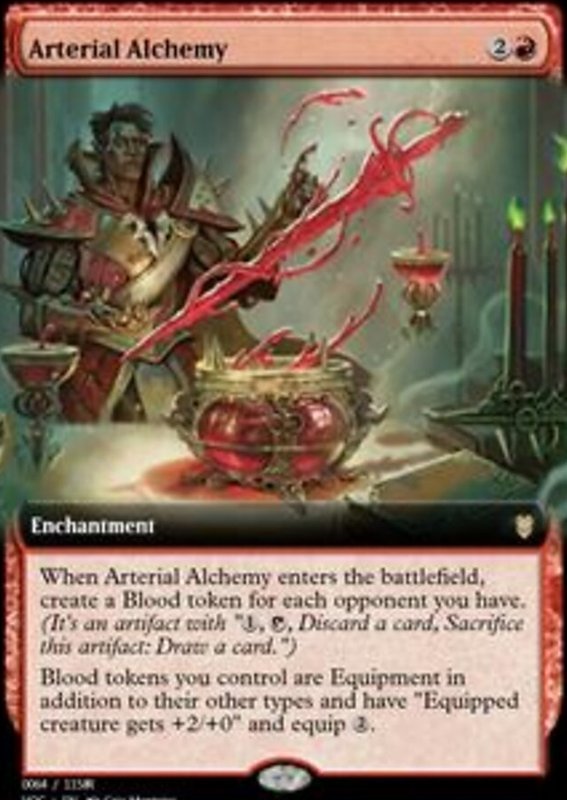 Arterial Alchemy 2
Enchantment
When Arterial Alchemy enters the battlefield,
create a Blood token for each opponent you have.
(It's an artifact with "1, , Discard a card, Sacrifice
this artifact: Draw a card.")
Blood tokens you control are Equipment in
addition to their other types and have "Equipped
creature gets +2/+0" and equip 2.